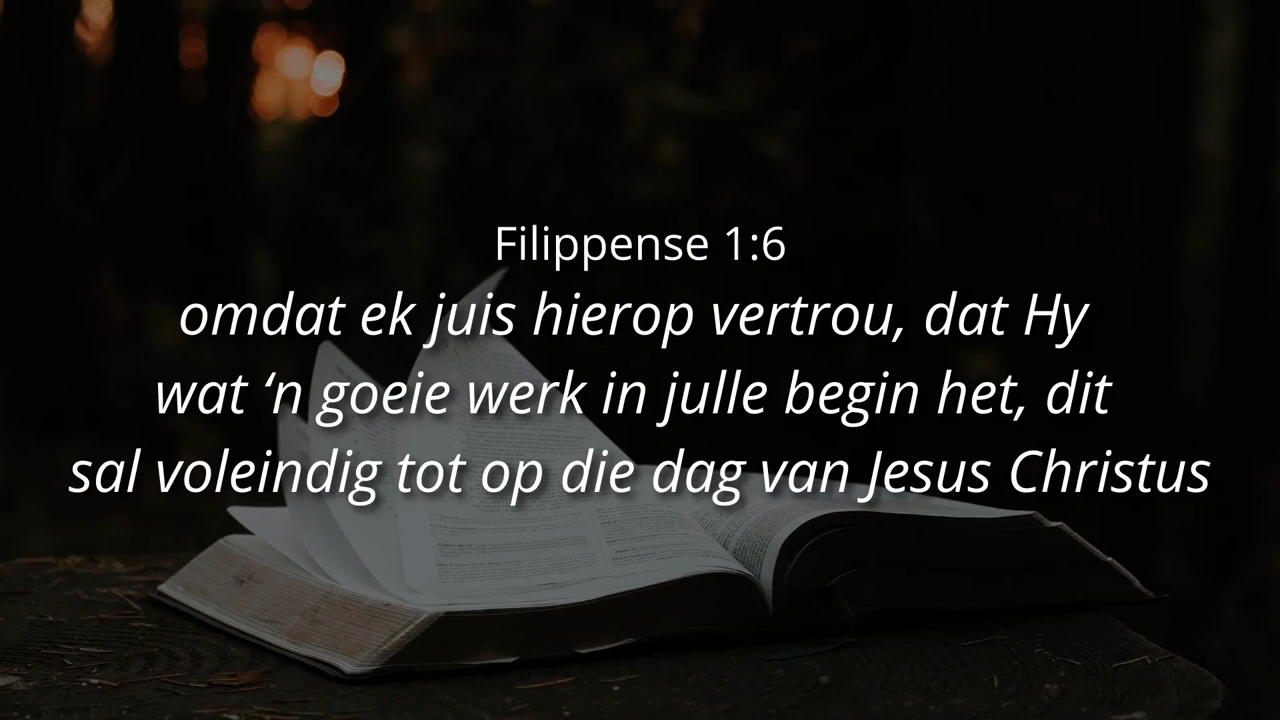 Filippense 1:6
omdat ek juis hierop vertrou, dat Hy
wat ‘n goeie werk in julle begin het, dit
sal voleindig tot op die dag van Jesus Christus